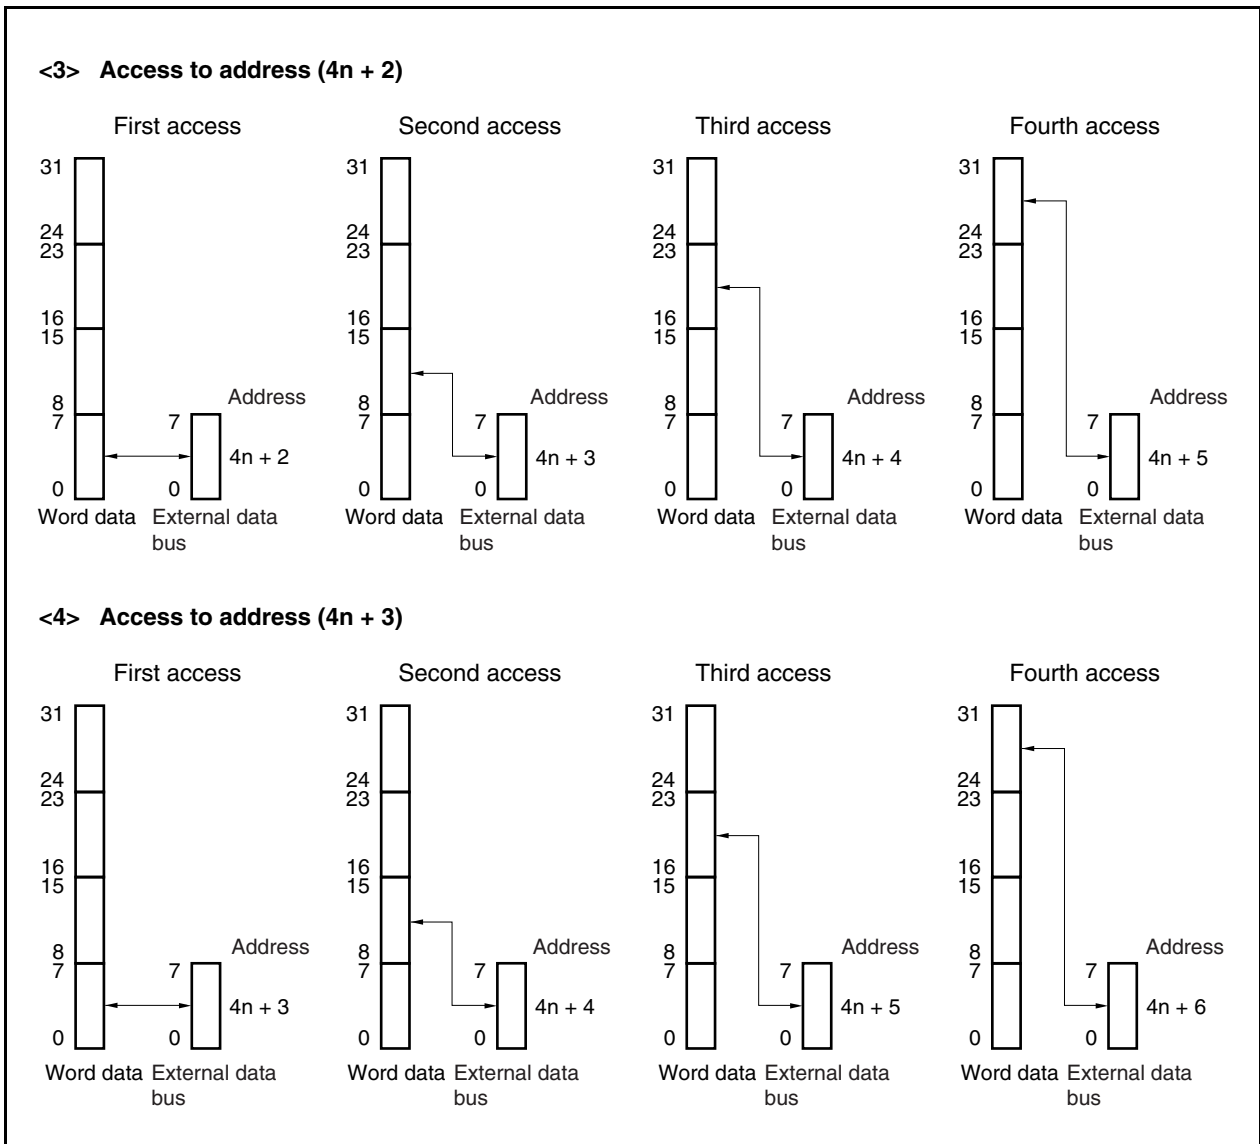 <3> Access to address (4n + 2)
First access Second access Third access Fourth access
31 31 31 31
24 24 24 24
23 23 23 23
16 16 16 16
15 15 15 15
Address Address Address Address
8 8 8 8
7 7 7 7 7 7 7 7
4n + 2 4n + 3 4n + 4 4n + 5
0 0 0 0 0 0 0 0
Word data External data Word data External data Word data External data Word data External data
bus bus bus bus
<4> Access to address (4n + 3)
First access Second access Third access Fourth access
31 31 31 31
24 24 24 24
23 23 23 23
16 16 16 16
15 15 15 15
Address Address Address Address
8 8 8 8
7 7 7 7 7 7 7 7
4n + 3 4n + 4 4n + 5 4n + 6
0 0 0 0 0 0 0 0
Word data External data Word data External data Word data External data Word data External data
bus bus bus bus